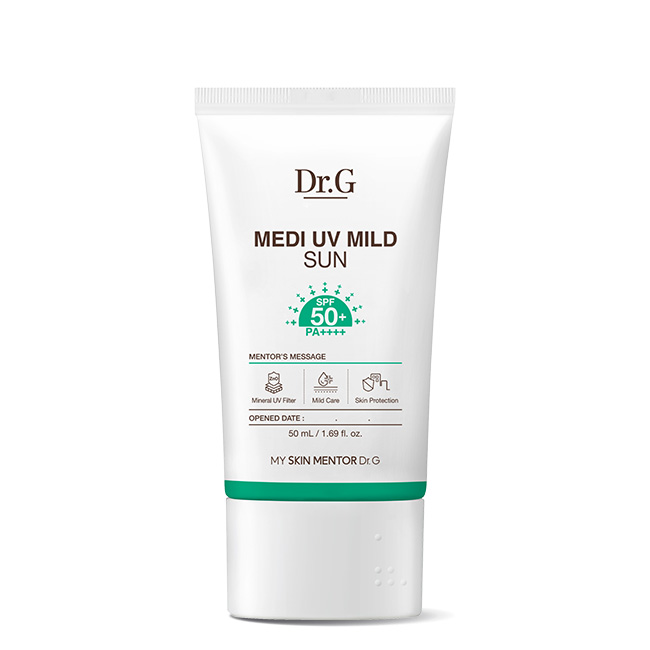 Dr.G
MEDI UV MILD
SUN
SPF
50+
PA++++
MENTOR'S MESSAGE
ZnO
Mineral UV Filter
Mild Care
Skin Protection
OPENED DATE : . .
50 mL / 1.69 fl. oz.
MY SKIN MENTOR Dr.G